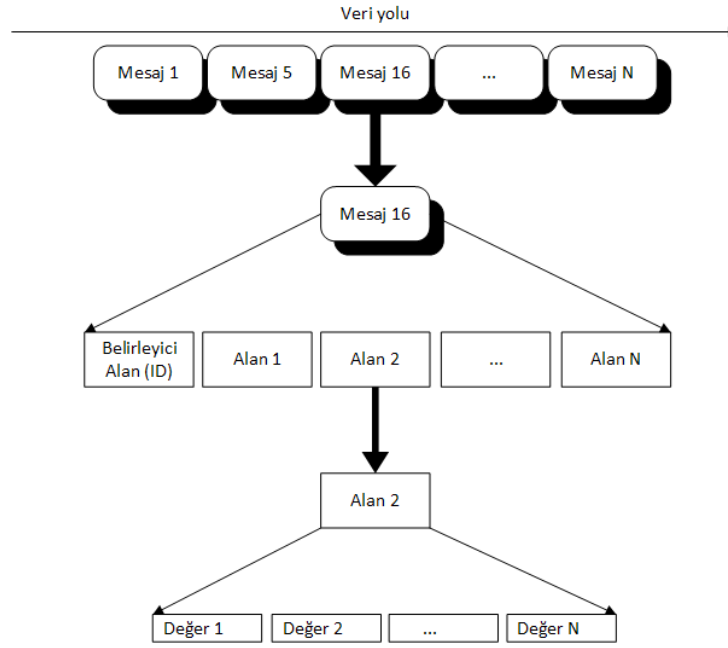 Veri yolu
Mesaj 1
Mesaj 5
Mesaj 16
...
Mesaj N
Mesaj 16
Belirleyici
Alan (ID)
Alan 1
Alan 2
...
Alan N
Alan 2
Değer 1
Değer 2
...
Değer N